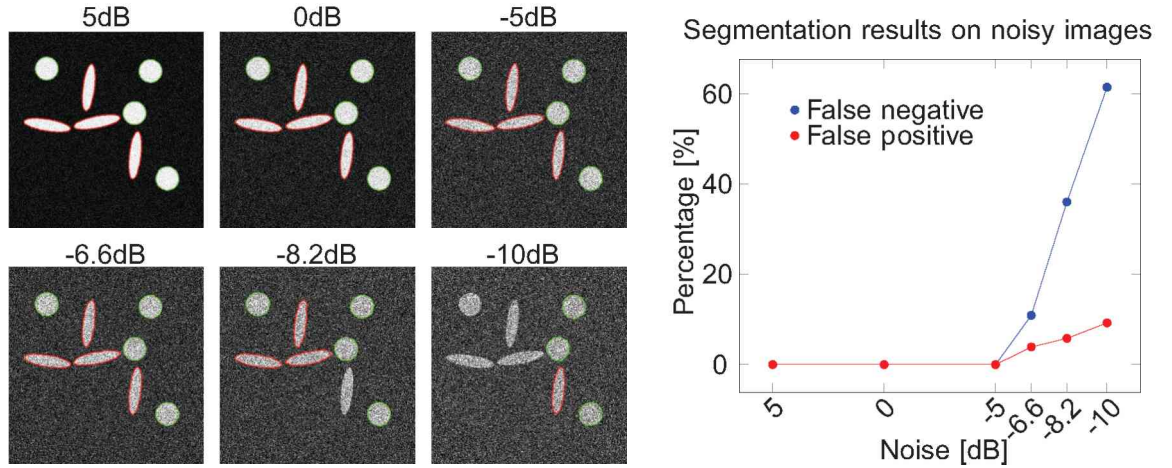 5dB 0dB -5dB
-6.6dB -8.2dB -10dB
Segmentation results on noisy images
Percentage [%]
60
40
20
0
False negative
False positive
5 0 -5 -6.6 -8.2 -10
Noise [dB]